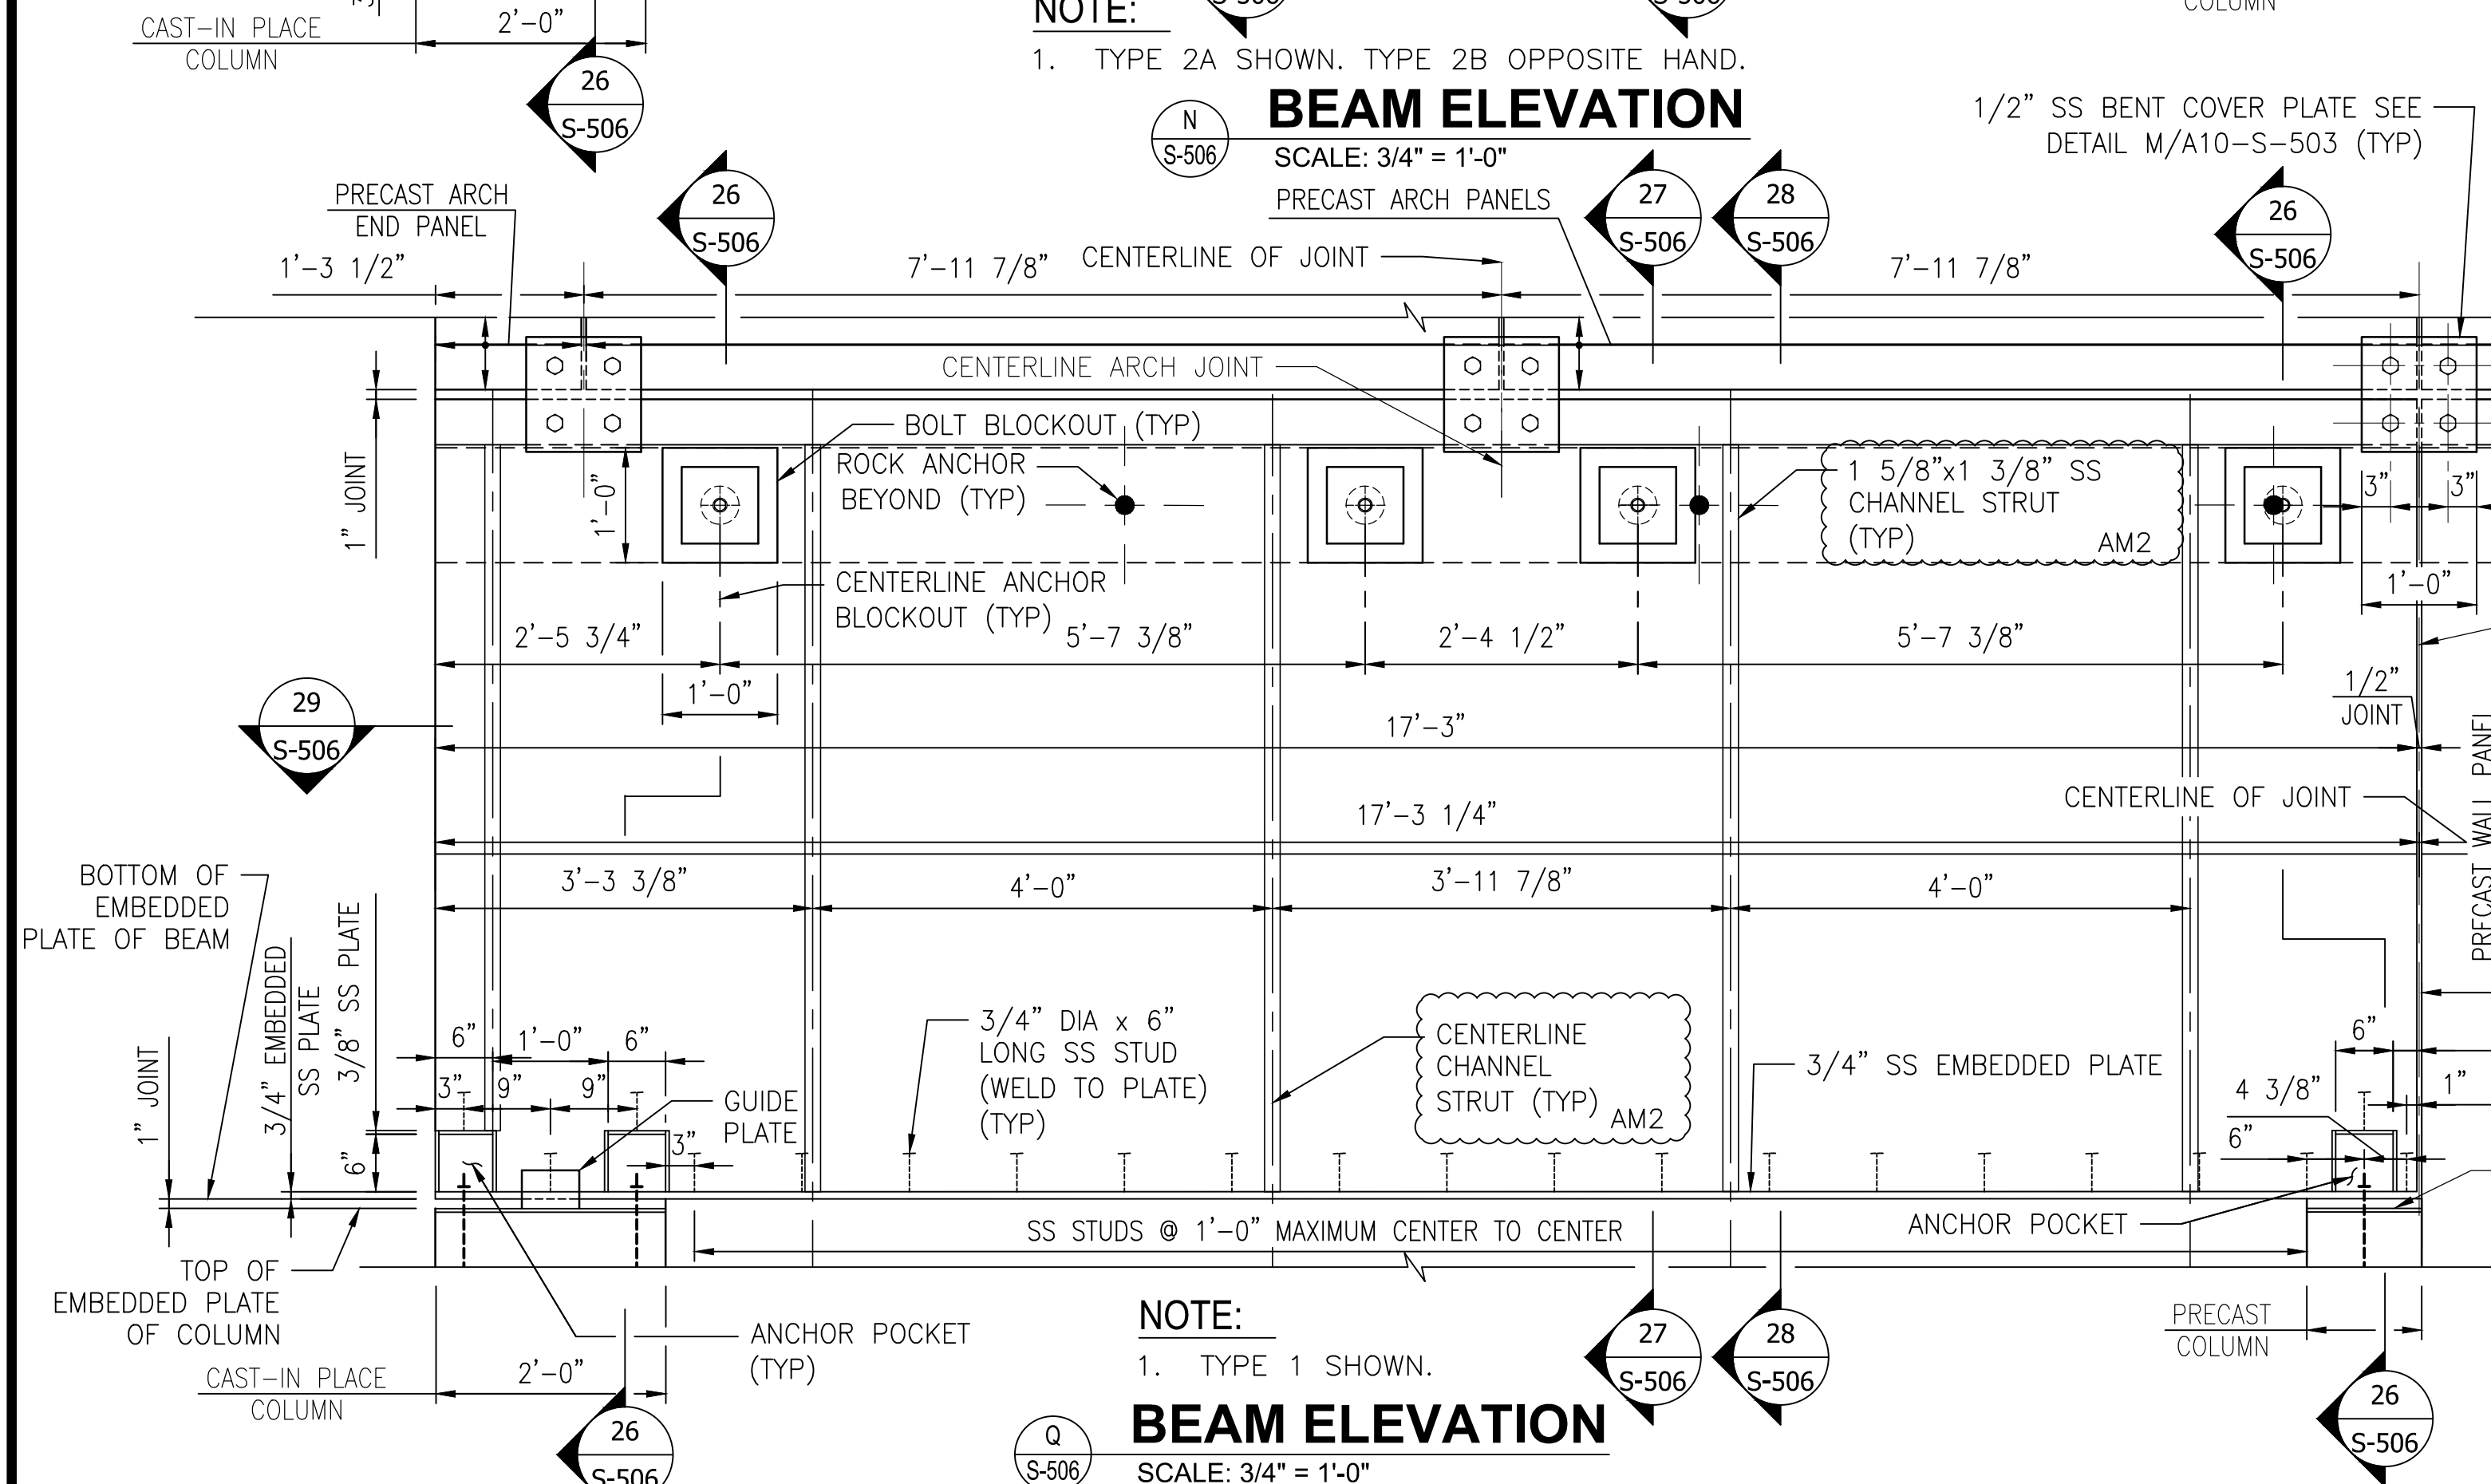 CAST-IN PLACE
COLUMN
2'-0"
26
S-506
NOTE:
S-506
S-506
COLUMN
1. TYPE 2A SHOWN. TYPE 2B OPPOSITE HAND.
N
S-506
BEAM ELEVATION
SCALE: 3/4" = 1'-0"
1/2" SS BENT COVER PLATE SEE
DETAIL M/A10-S-503 (TYP)
PRECAST ARCH
END PANEL
26
S-506
PRECAST ARCH PANELS
27
S-506
28
S-506
26
S-506
1'-3 1/2"
7'-11 7/8"
CENTERLINE OF JOINT
7'-11 7/8"
CENTERLINE ARCH JOINT
1" JOINT
BOLT BLOCKOUT (TYP)
1'-0"
ROCK ANCHOR
BEYOND (TYP)
1 5/8"x1 3/8" SS
CHANNEL STRUT
(TYP)
AM2
3"
3"
1'-0"
CENTERLINE ANCHOR
BLOCKOUT (TYP)
2'-5 3/4"
5'-7 3/8"
2'-4 1/2"
5'-7 3/8"
1'-0"
29
S-506
17'-3"
1/2"
JOINT
PRECAST WALL PANEL
17'-3 1/4"
CENTERLINE OF JOINT
BOTTOM OF
EMBEDDED
PLATE OF BEAM
3'-3 3/8"
4'-0"
3'-11 7/8"
4'-0"
1" JOINT
3/4" EMBEDDED
SS PLATE
3/8" SS PLATE
6"
6"
1'-0"
6"
3"
9"
9"
GUIDE
PLATE
3"
3/4" DIA x 6"
LONG SS STUD
(WELD TO PLATE)
(TYP)
CENTERLINE
CHANNEL
STRUT (TYP)
AM2
3/4" SS EMBEDDED PLATE
6"
4 3/8"
1"
6"
SS STUDS @ 1'-0" MAXIMUM CENTER TO CENTER
ANCHOR POCKET
TOP OF
EMBEDDED PLATE
OF COLUMN
ANCHOR POCKET
(TYP)
CAST-IN PLACE
COLUMN
2'-0"
26
S-506
NOTE:
1. TYPE 1 SHOWN.
27
S-506
28
S-506
PRECAST
COLUMN
26
S-506
Q
S-506
BEAM ELEVATION
SCALE: 3/4" = 1'-0"